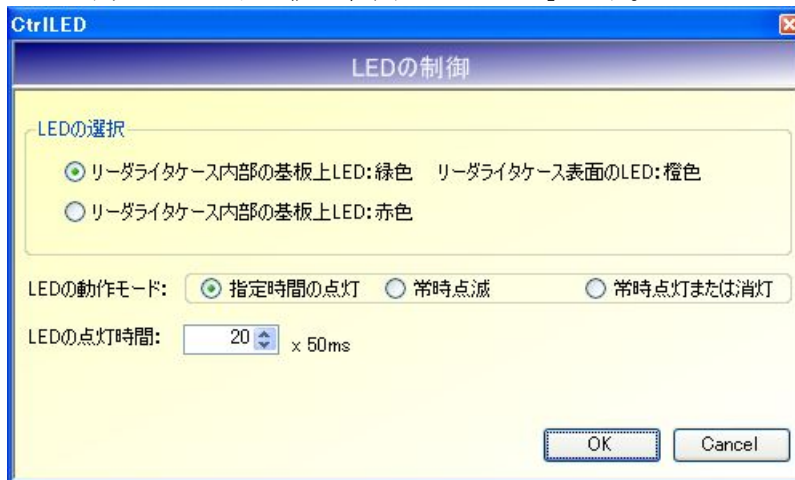 CtrlLED
LEDの制御
LEDの選択
リーダライタケース内部の基板上LED:緑色 リーダライタケース表面のLED:橙色
リーダライタケース内部の基板上LED:赤色
LEDの動作モード: 指定時間の点灯 常時点滅 常時点灯または消灯
LEDの点灯時間: 20 x 50ms
OK Cancel